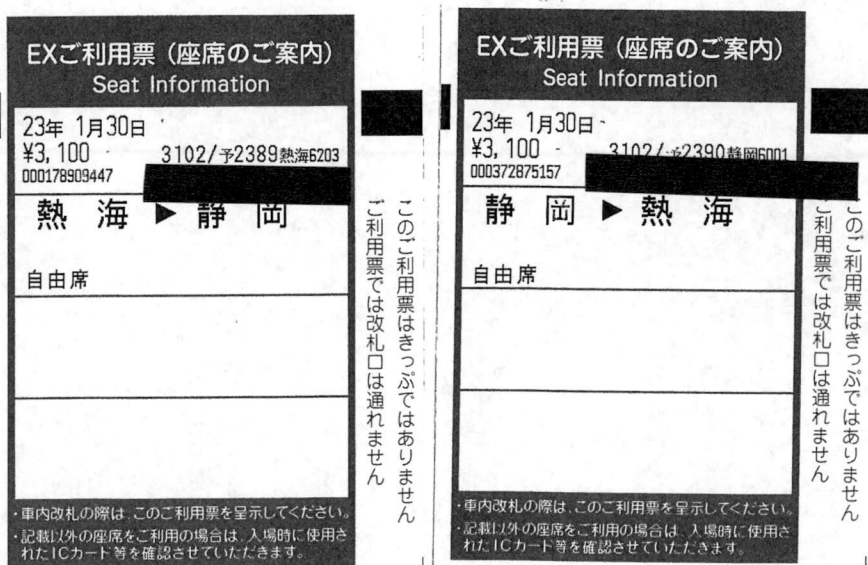 EXご利用票(座席のご案内)
Seat Information
23年 1月30日
¥3,100 3102/予2389熱海6203
000178909447
熱 海 ▶ 静 岡
自由席
・車内改札の際は、このご利用票を呈示してください。
・記載以外の座席をご利用の場合は、入場時に使用さ
れたICカード等を確認させていただきます。
このご利用票はきっぷではありません
ご利用票では改札口は通れません
EXご利用票(座席のご案内)
Seat Information
23年 1月30日
¥3,100 3102/予2390静岡6001
000372875157
静 岡 ▶ 熱 海
自由席
・車内改札の際は、このご利用票を呈示してください。
・記載以外の座席をご利用の場合は、入場時に使用さ
れたICカード等を確認させていただきます。
このご利用票はきっぷではありません
ご利用票では改札口は通れません